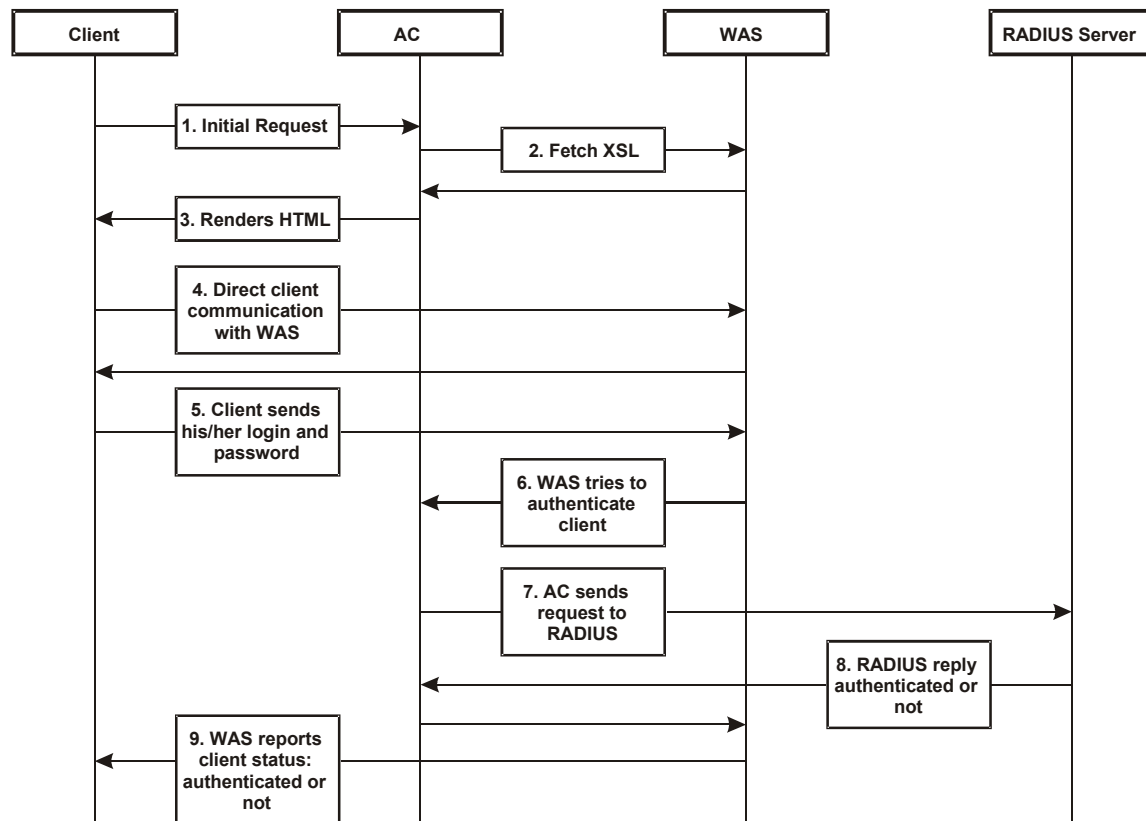 Client
AC
WAS
RADIUS Server
1. Initial Request
2. Fetch XSL
3. Renders HTML
4. Direct client
communication
with WAS
5. Client sends
his/her login and
password
6. WAS tries to
authenticate
client
7. AC sends
request to
RADIUS
8. RADIUS reply
authenticated or
not
9. WAS reports
client status:
authenticated or
not